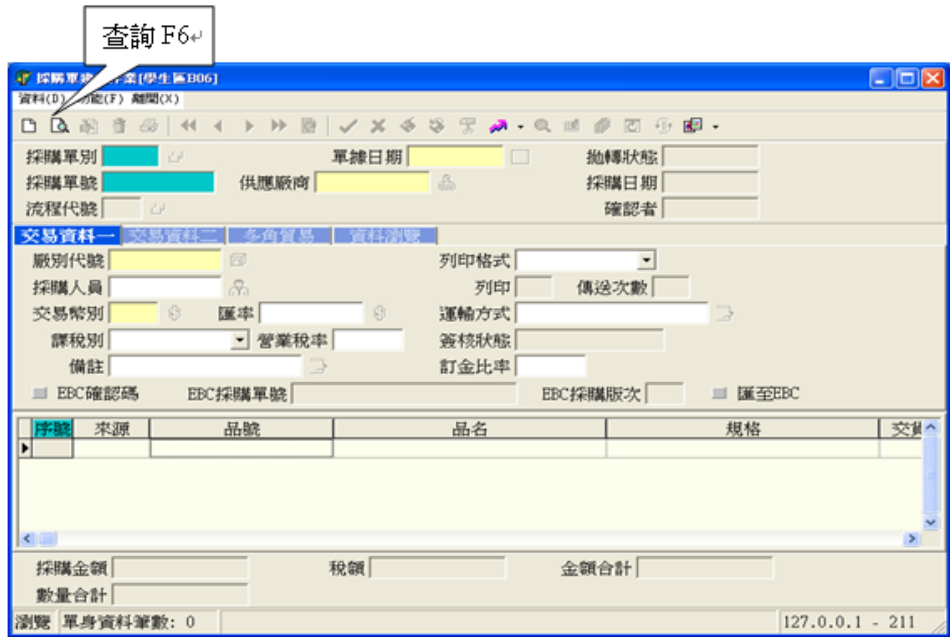 查詢 F6
採購單建立作業[學生區B06]
資料(D) 功能(F) 離開(X)
採購單別 單據日期 拋轉狀態
採購單號 供應廠商 採購日期
流程代號 確認者
交易資料一 交易資料二 多角貿易 資料瀏覽
廠別代號 列印格式
採購人員 列印 傳送次數
交易幣別 匯率 運輸方式
課稅別 營業稅率 簽核狀態
備註 訂金比率
EBC確認碼 EBC採購單號 EBC採購版次 匯至EBC
序號 來源 品號 品名 規格 交貨
採購金額 稅額 金額合計
數量合計
瀏覽 單身資料筆數: 0 127.0.0.1 - 211